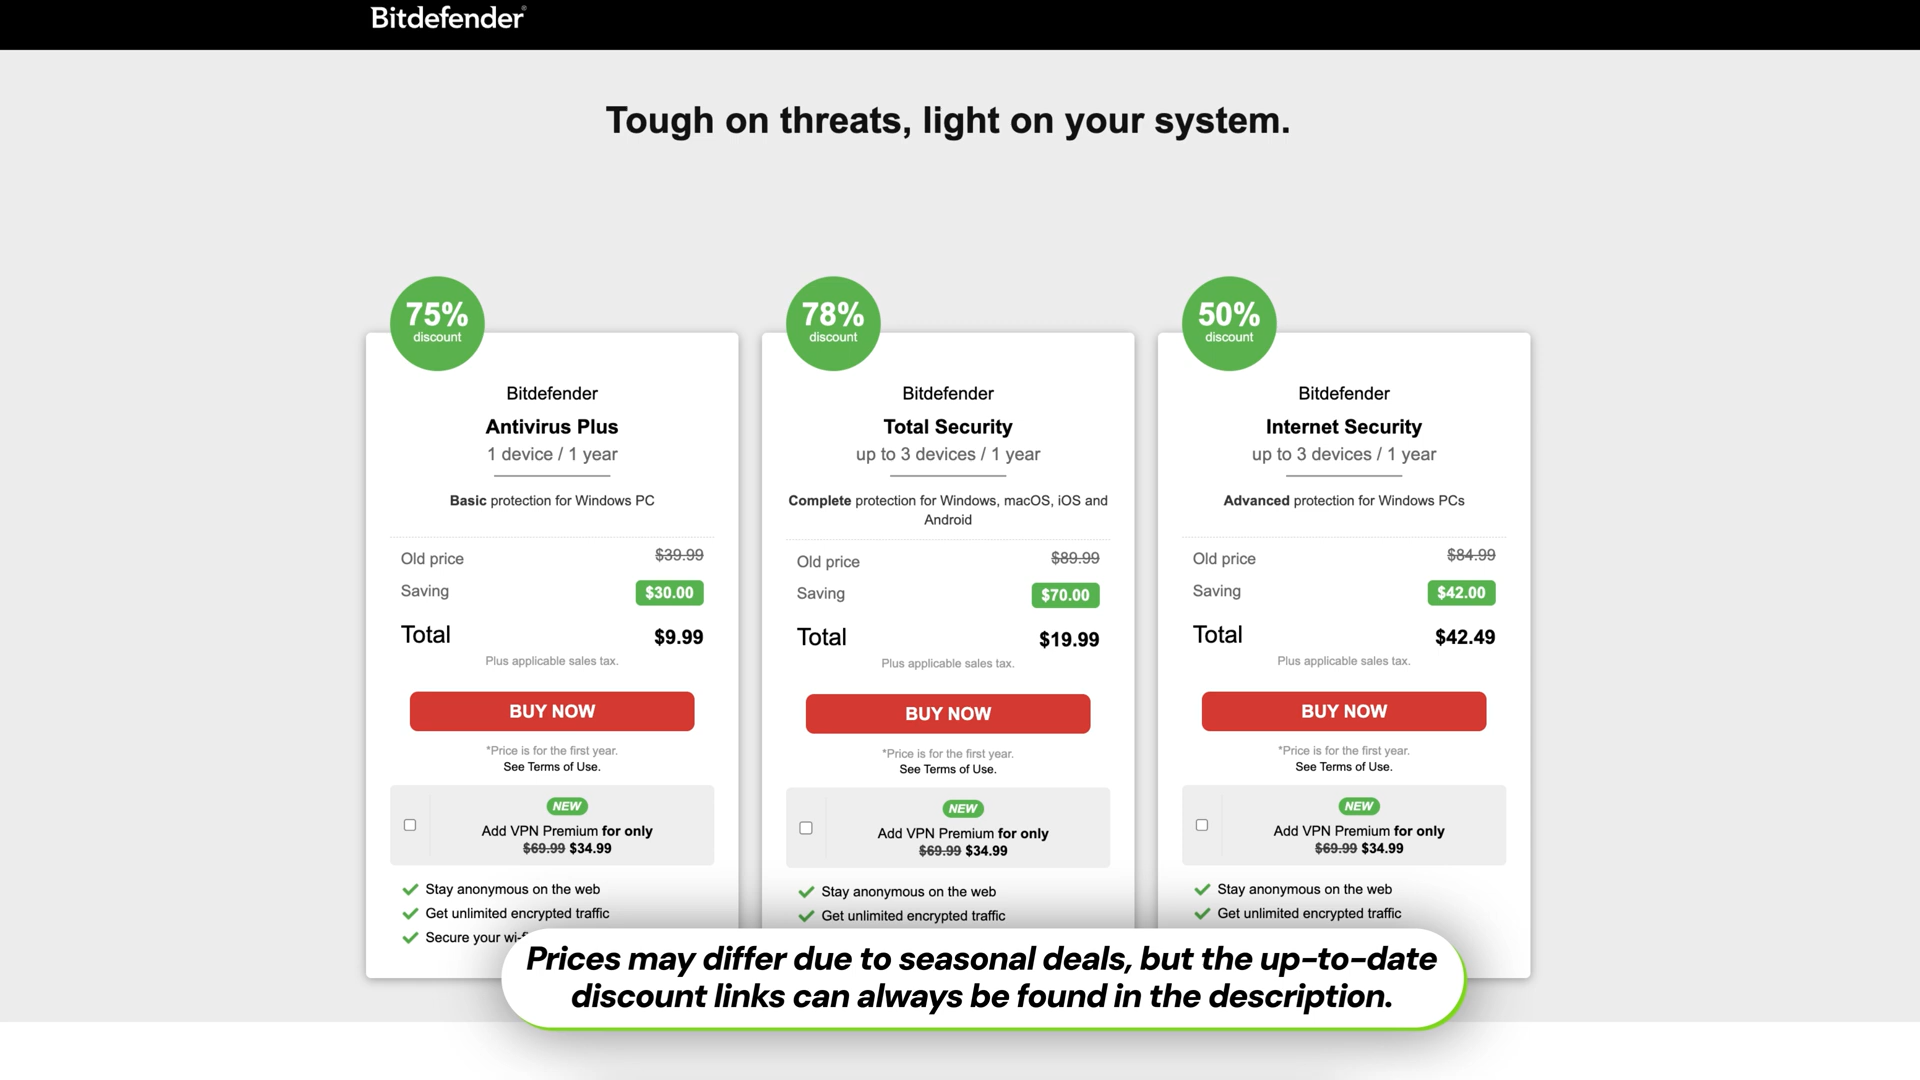 Bitdefender®
Tough on threats, light on your system.
75%
discount
Bitdefender
Antivirus Plus
1 device / 1 year
Basic protection for Windows PC
Old price $39.99
Saving $30.00
Total $9.99
Plus applicable sales tax.
BUY NOW
*Price is for the first year.
See Terms of Use.
NEW
Add VPN Premium for only
$69.99 $34.99
Stay anonymous on the web
Get unlimited encrypted traffic
Secure your
78%
discount
Bitdefender
Total Security
up to 3 devices / 1 year
Complete protection for Windows, macOS, iOS and
Android
Old price $89.99
Saving $70.00
Total $19.99
Plus applicable sales tax.
BUY NOW
*Price is for the first year.
See Terms of Use.
NEW
Add VPN Premium for only
$69.99 $34.99
Stay anonymous on the web
Get unlimited encrypted traffic
50%
discount
Bitdefender
Internet Security
up to 3 devices / 1 year
Advanced protection for Windows PCs
Old price $84.99
Saving $42.00
Total $42.49
Plus applicable sales tax.
BUY NOW
*Price is for the first year.
See Terms of Use.
NEW
Add VPN Premium for only
$69.99 $34.99
Stay anonymous on the web
Get unlimited encrypted traffic
Prices may differ due to seasonal deals, but the up-to-date
discount links can always be found in the description.